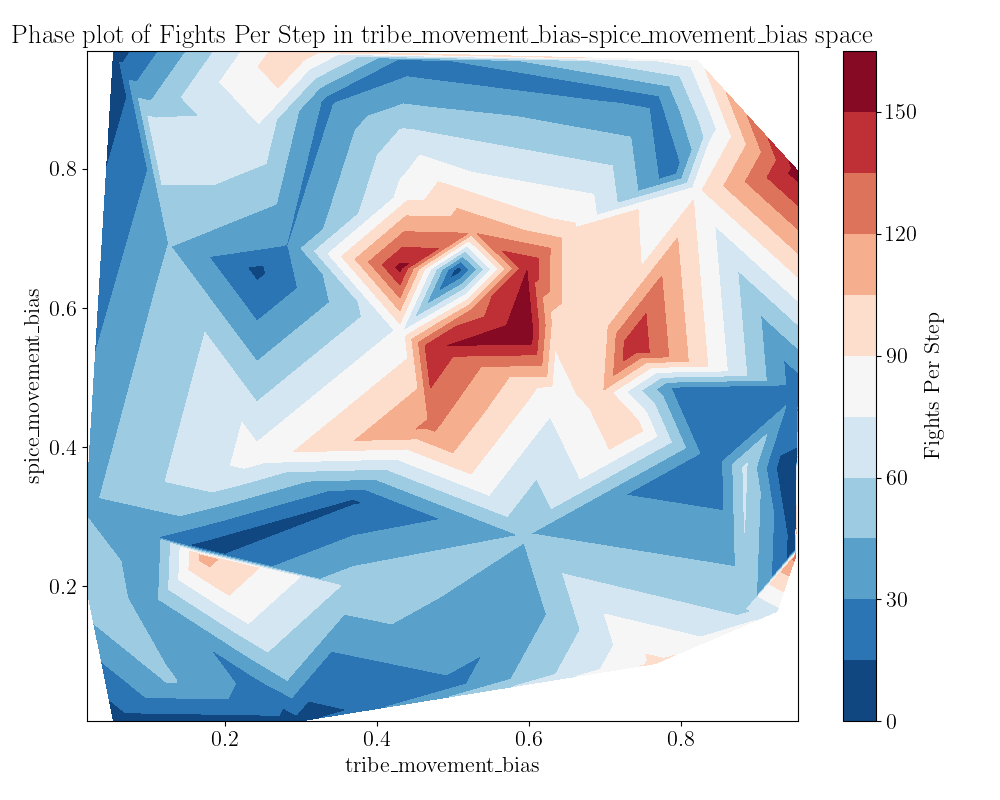 Phase plot of Fights Per Step in tribe_movement_bias-spice_movement_bias space
150
120
90
60
30
0
Fights Per Step
0.8
0.6
0.4
0.2
spice_movement_bias
0.2 0.4 0.6 0.8
tribe_movement_bias